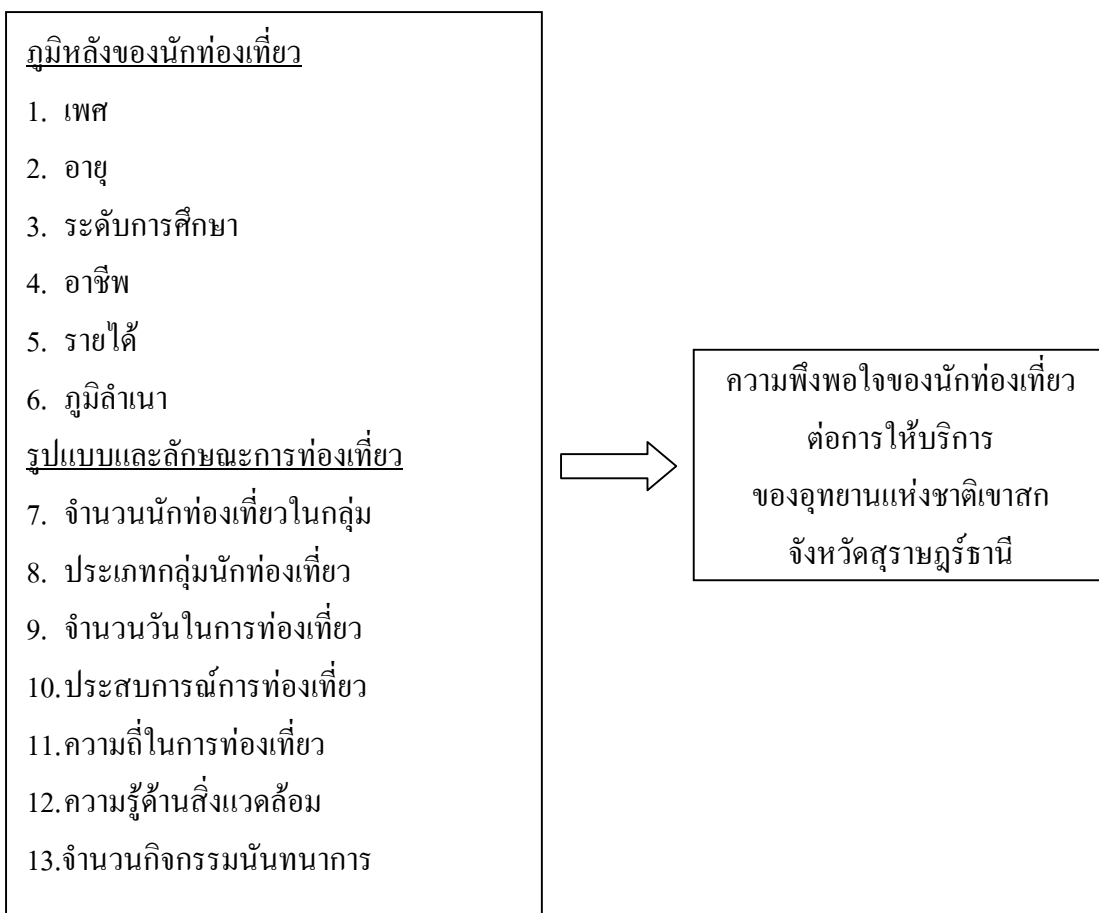 ภูมิหลังของนักท่องเที่ยว
1. เพศ
2. อายุ
3. ระดับการศึกษา
4. อาชีพ
5. รายได้
6. ภูมิลำเนา
รูปแบบและลักษณะการท่องเที่ยว
7. จำนวนนักท่องเที่ยวในกลุ่ม
8. ประเภทกลุ่มนักท่องเที่ยว
9. จำนวนวันในการท่องเที่ยว
10.ประสบการณ์การท่องเที่ยว
11.ความถี่ในการท่องเที่ยว
12.ความรู้ด้านสิ่งแวดล้อม
13.จำนวนกิจกรรมนันทนาการ
ความพึงพอใจของนักท่องเที่ยว
ต่อการให้บริการ
ของอุทยานแห่งชาติเขาสก
จังหวัดสุราษฎร์ธานี